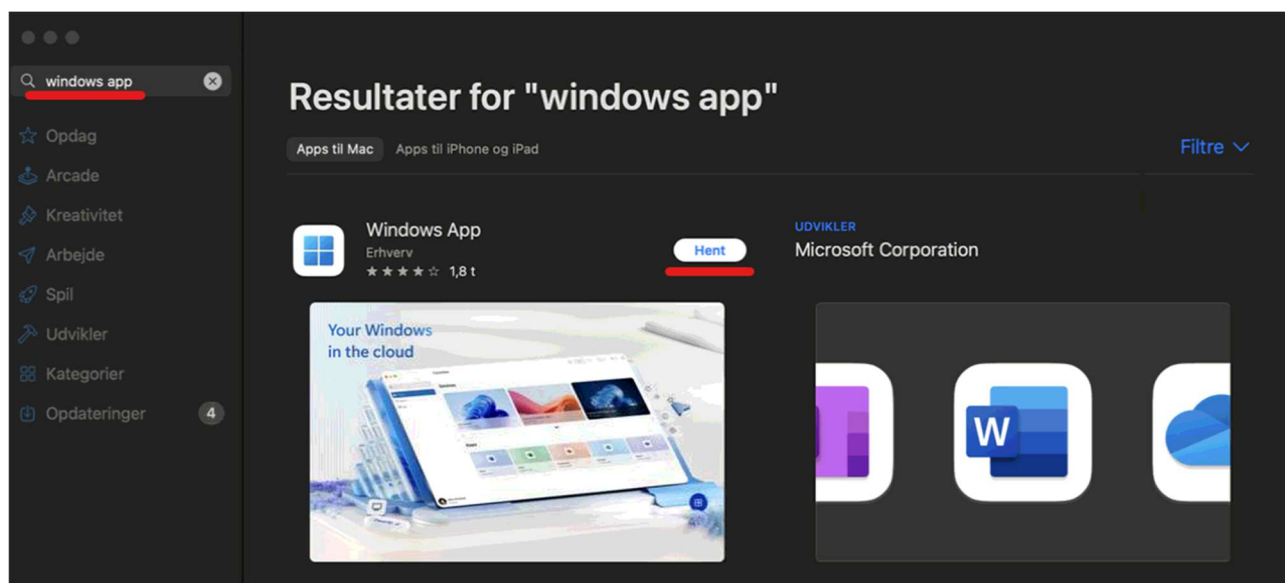 windows app
Opdag
Arcade
Kreativitet
Arbejde
Spil
Udvikler
Kategorier
Opdateringer 4
Resultater for "windows app"
Apps til Mac Apps til iPhone og iPad
Filtre
Windows App
Erhverv
1,8 t
Hent
UDVIKLER
Microsoft Corporation
Your Windows
in the cloud
W